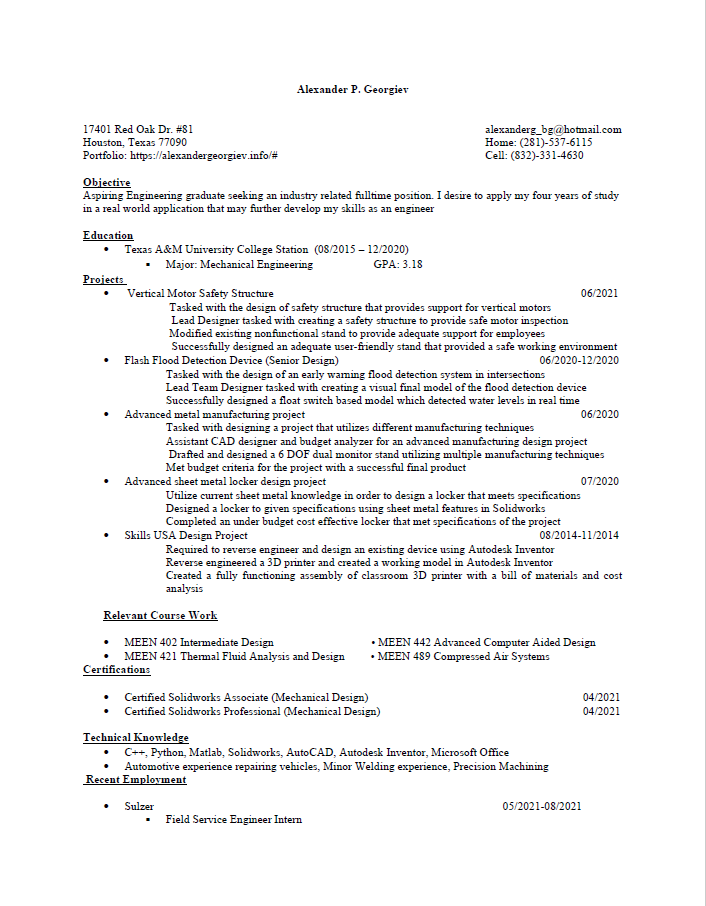 Alexander P. Georgiev
17401 Red Oak Dr. #81 alexanderg_bg@hotmail.com
Houston, Texas 77090 Home: (281)-537-6115
Portfolio: https://alexandergeorgiev.info/# Cell: (832)-331-4630
Objective
Aspiring Engineering graduate seeking an industry related fulltime position. I desire to apply my four years of study
in a real world application that may further develop my skills as an engineer
Education
• Texas A&M University College Station (08/2015 – 12/2020)
▪ Major: Mechanical Engineering GPA: 3.18
Projects
• Vertical Motor Safety Structure 06/2021
Tasked with the design of safety structure that provides support for vertical motors
Lead Designer tasked with creating a safety structure to provide safe motor inspection
Modified existing nonfunctional stand to provide adequate support for employees
Successfully designed an adequate user-friendly stand that provided a safe working environment
• Flash Flood Detection Device (Senior Design) 06/2020-12/2020
Tasked with the design of an early warning flood detection system in intersections
Lead Team Designer tasked with creating a visual final model of the flood detection device
Successfully designed a float switch based model which detected water levels in real time
• Advanced metal manufacturing project 06/2020
Tasked with designing a project that utilizes different manufacturing techniques
Assistant CAD designer and budget analyzer for an advanced manufacturing design project
Drafted and designed a 6 DOF dual monitor stand utilizing multiple manufacturing techniques
Met budget criteria for the project with a successful final product
• Advanced sheet metal locker design project 07/2020
Utilize current sheet metal knowledge in order to design a locker that meets specifications
Designed a locker to given specifications using sheet metal features in Solidworks
Completed an under budget cost effective locker that met specifications of the project
• Skills USA Design Project 08/2014-11/2014
Required to reverse engineer and design an existing device using Autodesk Inventor
Reverse engineered a 3D printer and created a working model in Autodesk Inventor
Created a fully functioning assembly of classroom 3D printer with a bill of materials and cost
analysis
Relevant Course Work
• MEEN 402 Intermediate Design • MEEN 442 Advanced Computer Aided Design
• MEEN 421 Thermal Fluid Analysis and Design • MEEN 489 Compressed Air Systems
Certifications
• Certified Solidworks Associate (Mechanical Design) 04/2021
• Certified Solidworks Professional (Mechanical Design) 04/2021
Technical Knowledge
• C++, Python, Matlab, Solidworks, AutoCAD, Autodesk Inventor, Microsoft Office
• Automotive experience repairing vehicles, Minor Welding experience, Precision Machining
Recent Employment
• Sulzer 05/2021-08/2021
▪ Field Service Engineer Intern